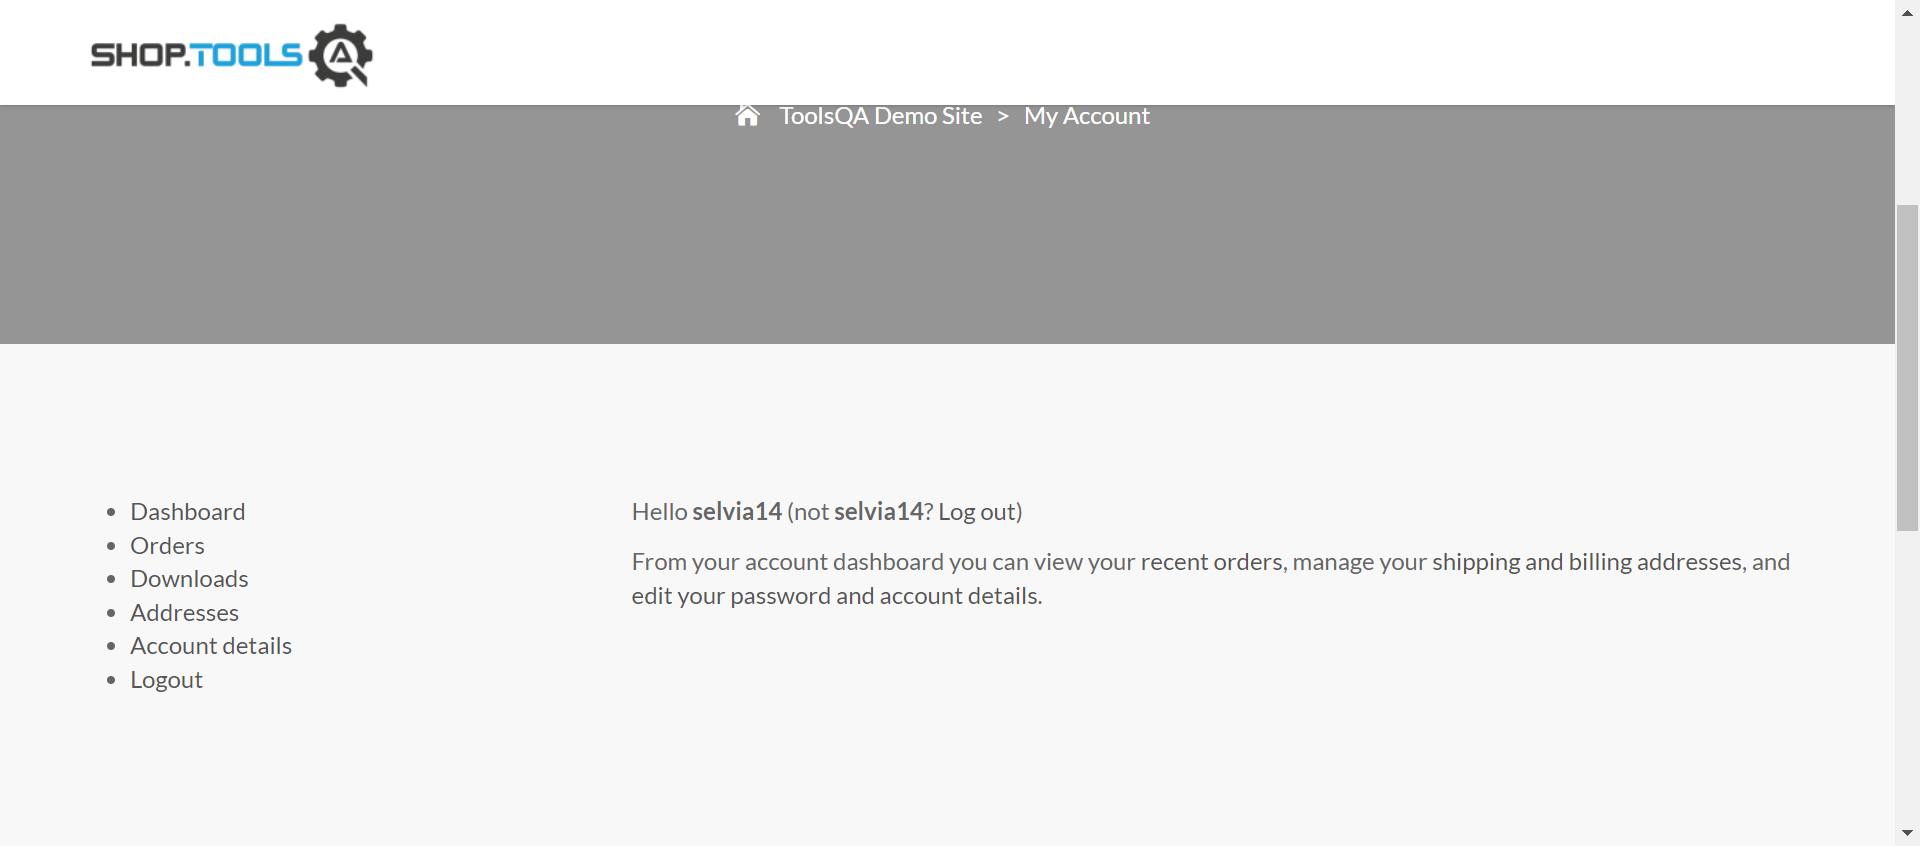 SHOP.TOOLS
ToolsQA Demo Site > My Account
Dashboard
Orders
Downloads
Addresses
Account details
Logout
Hello selvia14 (not selvia14? Log out)
From your account dashboard you can view your recent orders, manage your shipping and billing addresses, and
edit your password and account details.